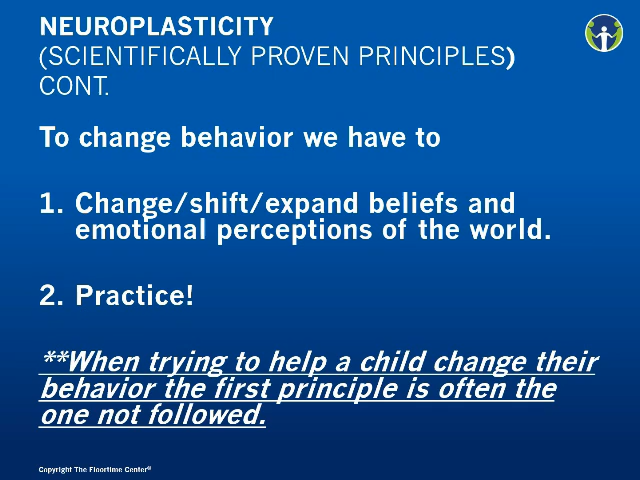 NEUROPLASTICITY
(SCIENTIFICALLY PROVEN PRINCIPLES)
CONT.
To change behavior we have to
1. Change/shift/expand beliefs and
emotional perceptions of the world.
2. Practice!
**When trying to help a child change their
behavior the first principle is often the
one not followed.
Copyright The Floortime Center®